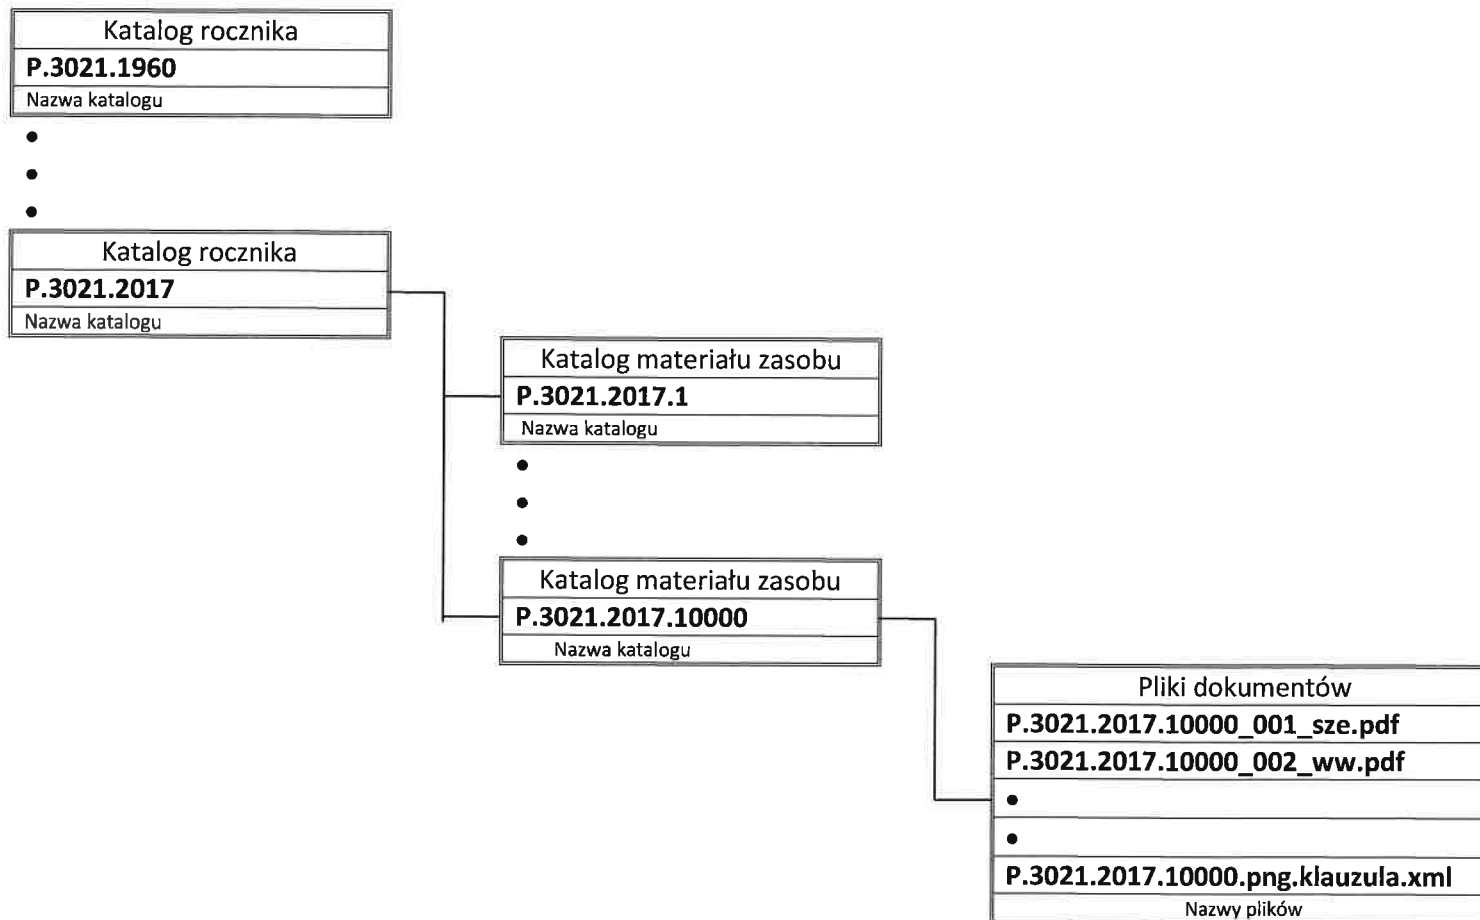 Katalog rocznika
P.3021.1960
Nazwa katalogu
•
•
•
Katalog rocznika
P.3021.2017
Nazwa katalogu
Katalog materiału zasobu
P.3021.2017.1
Nazwa katalogu
•
•
•
Katalog materiału zasobu
P.3021.2017.10000
Nazwa katalogu
Pliki dokumentów
P.3021.2017.10000_001_sze.pdf
P.3021.2017.10000_002_ww.pdf
•
•
P.3021.2017.10000.png.klauzula.xml
Nazwy plików